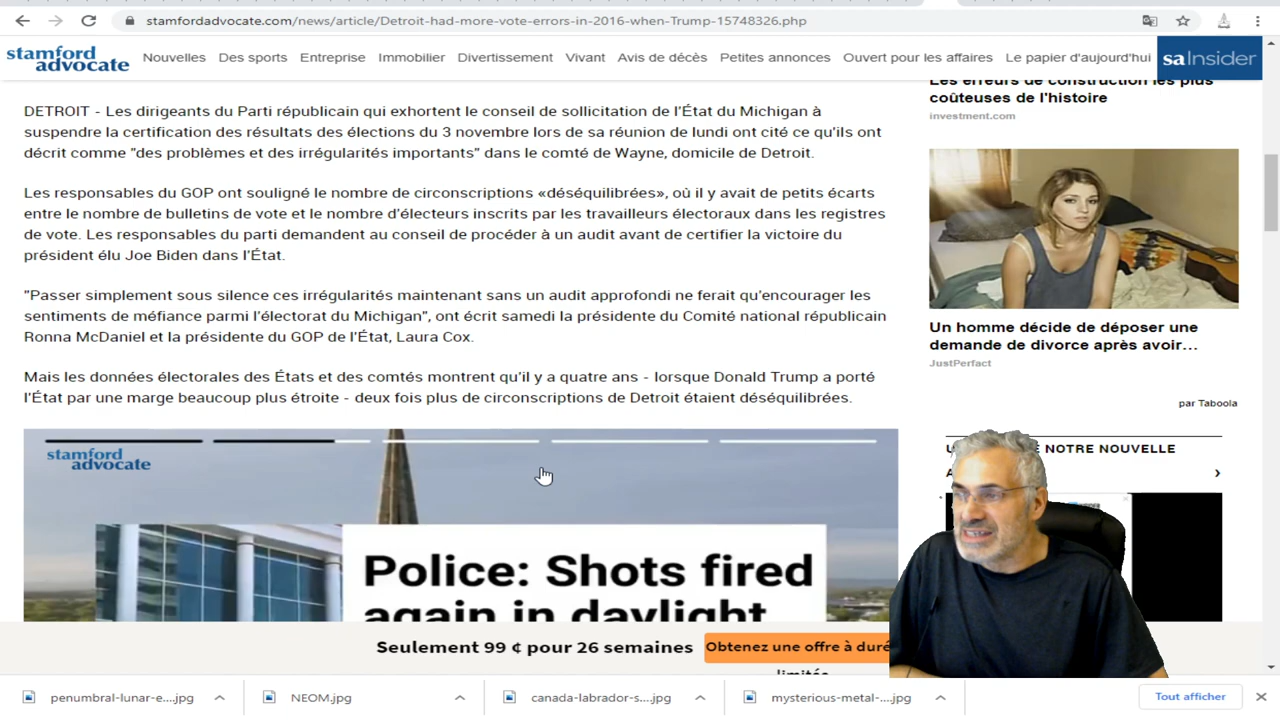 stamfordadvocate.com/news/article/Detroit-had-more-vote-errors-in-2016-when-Trump-15748326.php
stamford
advocate
Nouvelles Des sports Entreprise Immobilier Divertissement Vivant Avis de décès Petites annonces Ouvert pour les affaires Le papier d'aujourd'hui
saInsider
DETROIT - Les dirigeants du Parti républicain qui exhortent le conseil de sollicitation de l'État du Michigan à
suspendre la certification des résultats des élections du 3 novembre lors de sa réunion de lundi ont cité ce qu'ils ont
décrit comme "des problèmes et des irrégularités importants" dans le comté de Wayne, domicile de Detroit.
Les responsables du GOP ont souligné le nombre de circonscriptions «déséquilibrées», où il y avait de petits écarts
entre le nombre de bulletins de vote et le nombre d'électeurs inscrits par les travailleurs électoraux dans les registres
de vote. Les responsables du parti demandent au conseil de procéder à un audit avant de certifier la victoire du
président élu Joe Biden dans l'État.
"Passer simplement sous silence ces irrégularités maintenant sans un audit approfondi ne ferait qu'encourager les
sentiments de méfiance parmi l'électorat du Michigan", ont écrit samedi la présidente du Comité national républicain
Ronna McDaniel et la présidente du GOP de l'État, Laura Cox.
Mais les données électorales des États et des comtés montrent qu'il y a quatre ans - lorsque Donald Trump a porté
l'État par une marge beaucoup plus étroite - deux fois plus de circonscriptions de Detroit étaient déséquilibrées.
stamford
advocate
Police: Shots fired
again in daylight
Les erreurs de construction les plus
coûteuses de l'histoire
investment.com
Un homme décide de déposer une
demande de divorce après avoir...
JustPerfect
par Taboola
NOTRE NOUVELLE
Seulement 99 ¢ pour 26 semaines
Obtenez une offre à duré
limitée
penumbral-lunar-e....jpg
NEOM.jpg
canada-labrador-s....jpg
mysterious-metal-....jpg
Tout afficher